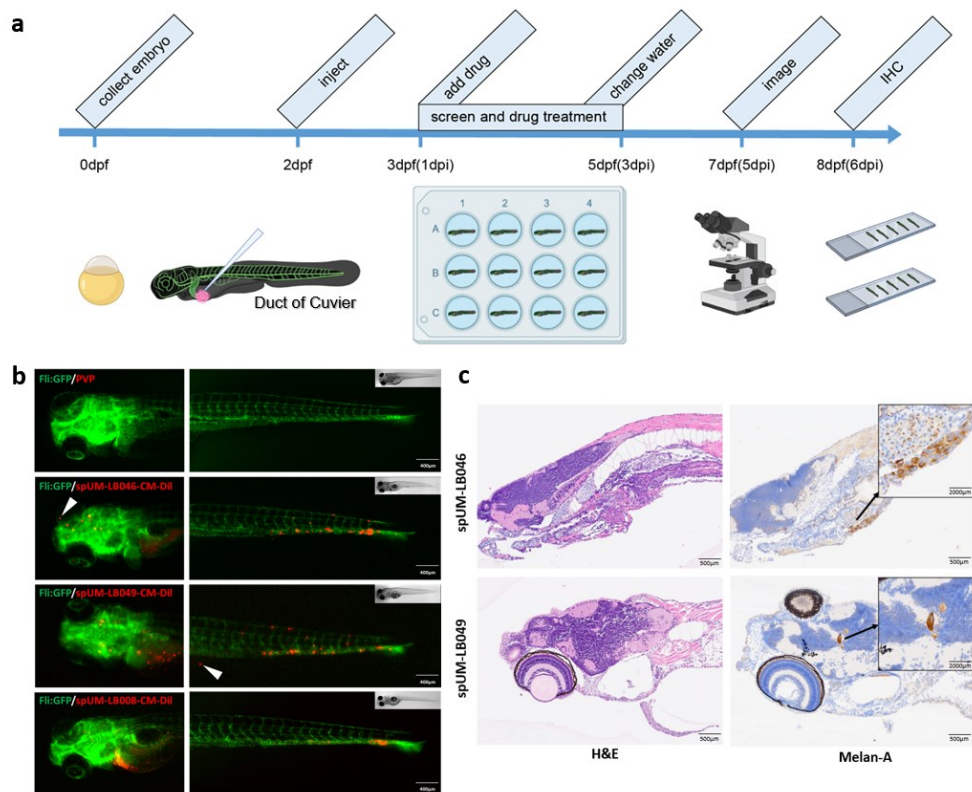 a
collect embryo
inject
add drug
change water
image
IHC
screen and drug treatment
0dpf
2dpf
3dpf(1dpi)
5dpf(3dpi)
7dpf(5dpi)
8dpf(6dpi)
1 2 3 4
A
B
C
Duct of Cuvier
b
Fli:GFP/PVP
400μm
Fli:GFP/spUM-LB046-CM-DiI
400μm
Fli:GFP/spUM-LB049-CM-DiI
400μm
Fli:GFP/spUM-LB008-CM-DiI
400μm
c
spUM-LB046
500μm
2000μm
500μm
spUM-LB049
500μm
2000μm
500μm
H&E
Melan-A